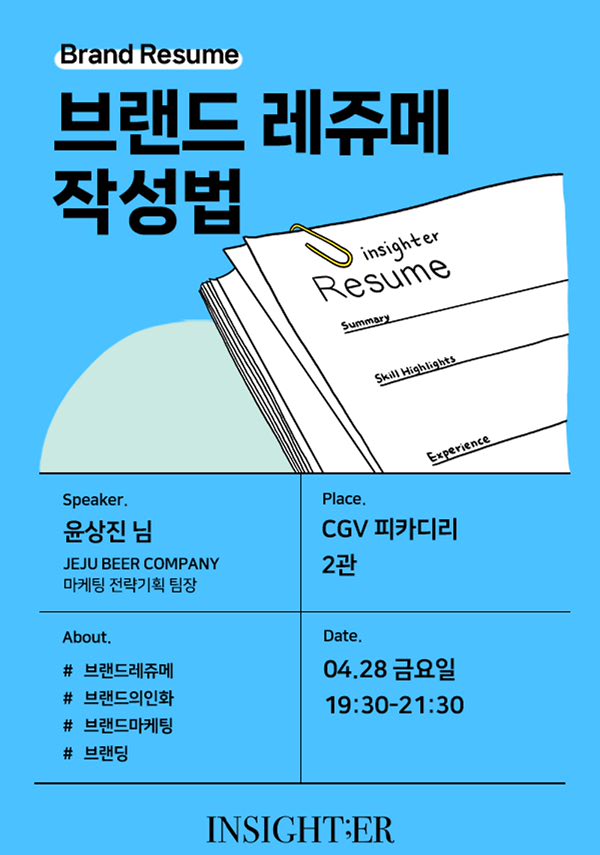 Brand Resume
브랜드 레쥬메
작성법
insighter
Resume
Summary
Skill Highlights
Experience
Speaker.
윤상진 님
JEJU BEER COMPANY
마케팅 전략기획 팀장
Place.
CGV 피카디리
2관
About.
# 브랜드레쥬메
# 브랜드의인화
# 브랜드마케팅
# 브랜딩
Date.
04.28 금요일
19:30-21:30
INSIGHT;ER